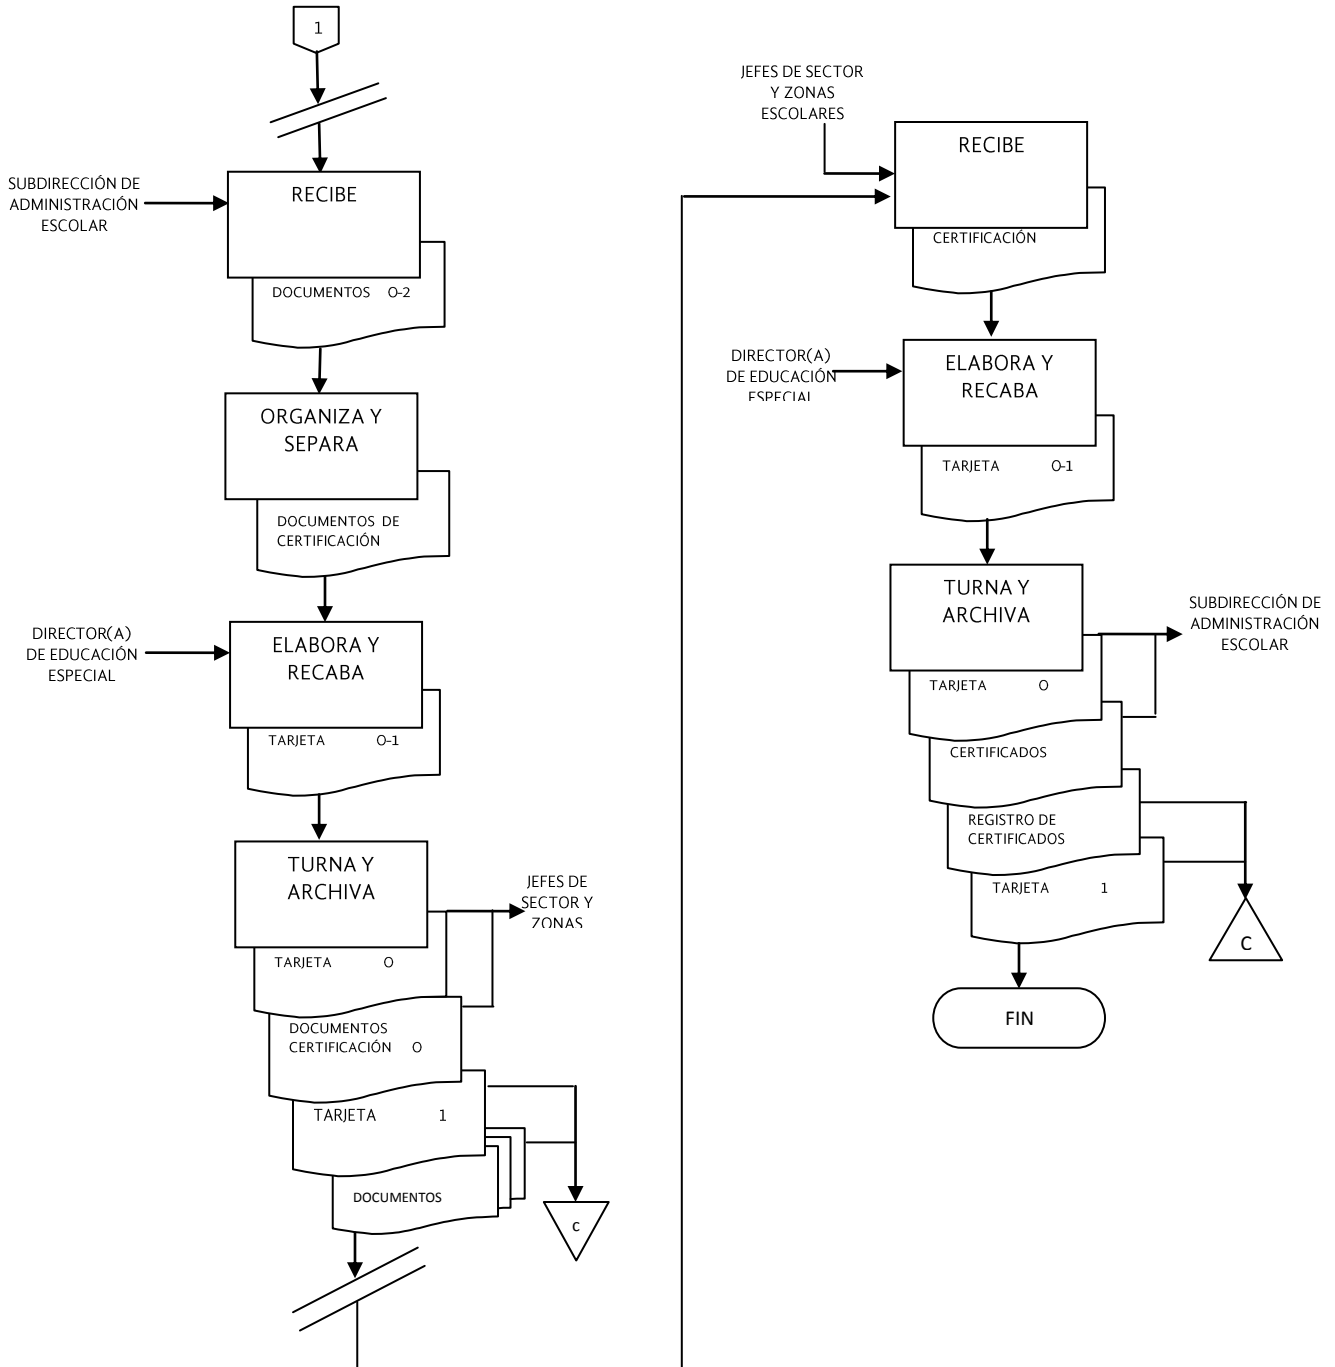 1
SUBDIRECCIÓN DE
ADMINISTRACIÓN
ESCOLAR
RECIBE
DOCUMENTOS O-2
ORGANIZA Y
SEPARA
DOCUMENTOS DE
CERTIFICACIÓN
DIRECTOR(A)
DE EDUCACIÓN
ESPECIAL
ELABORA Y
RECABA
TARJETA O-1
TURNA Y
ARCHIVA
JEFES DE
SECTOR Y
ZONAS
TARJETA O
DOCUMENTOS
CERTIFICACIÓN O
TARJETA 1
DOCUMENTOS
c
JEFES DE SECTOR
Y ZONAS
ESCOLARES
RECIBE
CERTIFICACIÓN
DIRECTOR(A)
DE EDUCACIÓN
ESPECIAL
ELABORA Y
RECABA
TARJETA O-1
TURNA Y
ARCHIVA
SUBDIRECCIÓN DE
ADMINISTRACIÓN
ESCOLAR
TARJETA O
CERTIFICADOS
REGISTRO DE
CERTIFICADOS
TARJETA 1
C
FIN